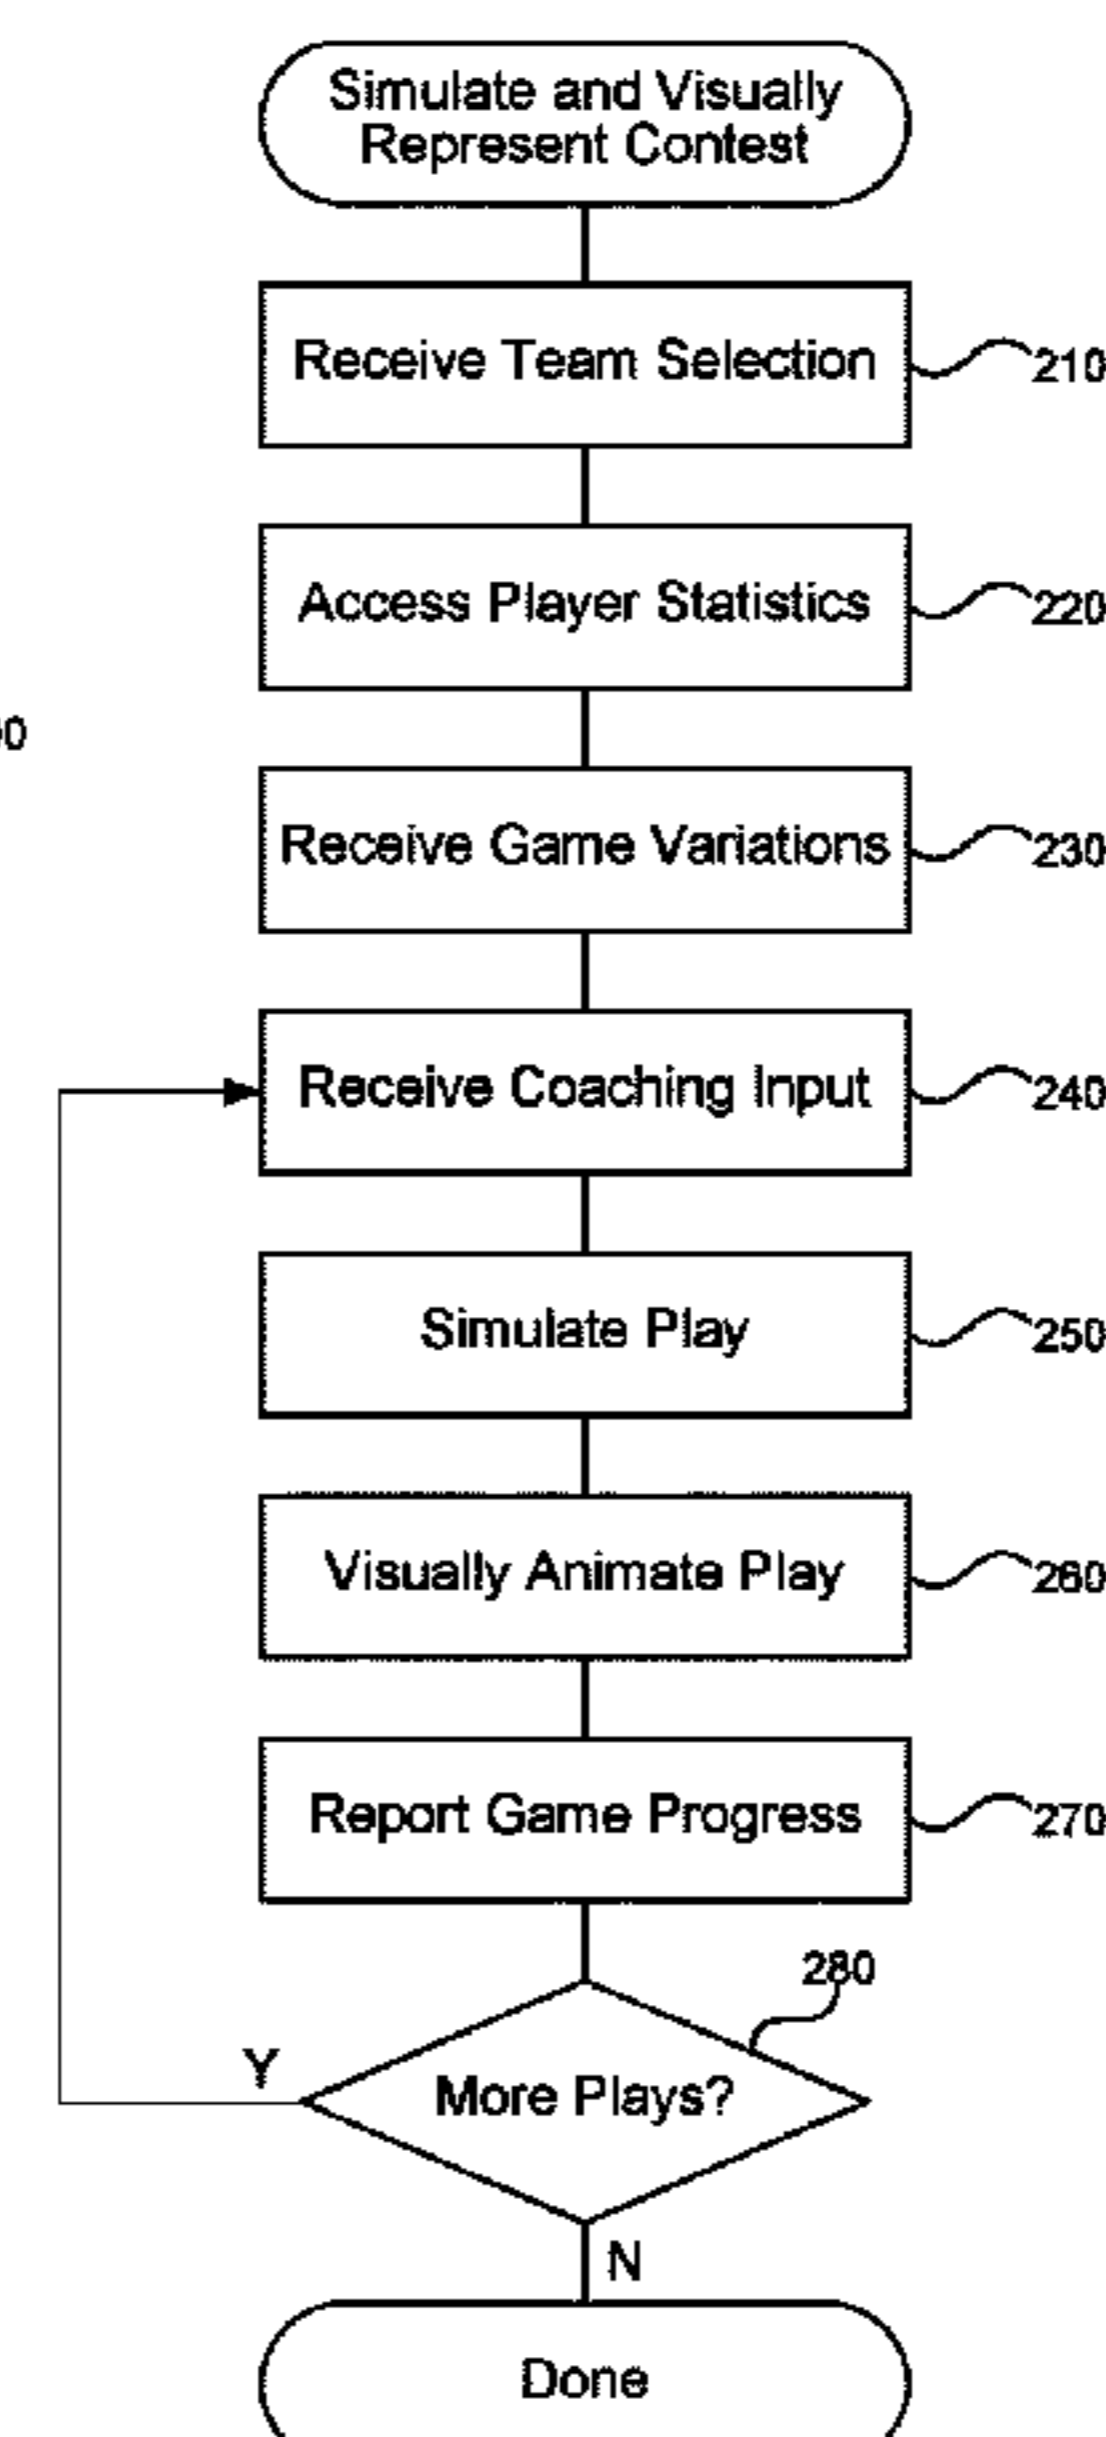 Simulate and Visually
Represent Contest
Receive Team Selection
210
Access Player Statistics
220
Receive Game Variations
230
Receive Coaching Input
240
Simulate Play
250
Visually Animate Play
260
Report Game Progress
270
280
More Plays?
Y
N
Done